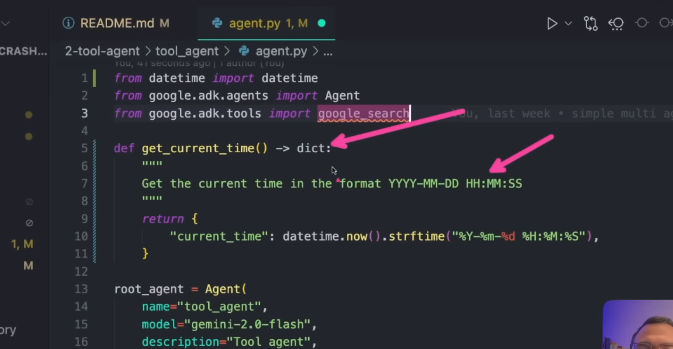 README.md M
agent.py 1, M
CRASH...
2-tool-agent > tool_agent > agent.py > ...
You, 41 seconds ago | 1 author (You)
1 from datetime import datetime
2 from google.adk.agents import Agent
3 from google.adk.tools import google_search You, last week • simple multi ag
4
5 def get_current_time() -> dict:
6 """
7 Get the current time in the format YYYY-MM-DD HH:MM:SS
8 """
9 return {
10 "current_time": datetime.now().strftime("%Y-%m-%d %H:%M:%S"),
11 }
12
13 root_agent = Agent(
14 name="tool_agent",
15 model="gemini-2.0-flash",
16 description="Tool agent",
1, M
M
ory